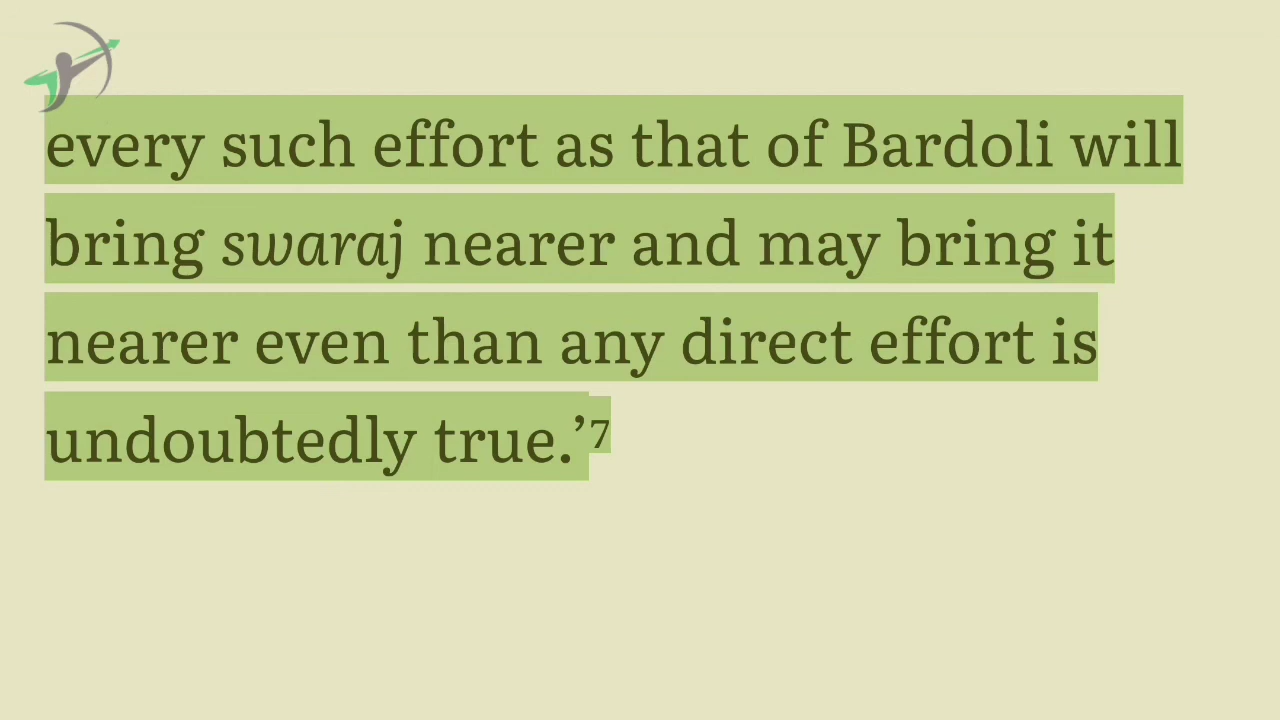 every such effort as that of Bardoli will
bring swaraj nearer and may bring it
nearer even than any direct effort is
undoubtedly true.’7